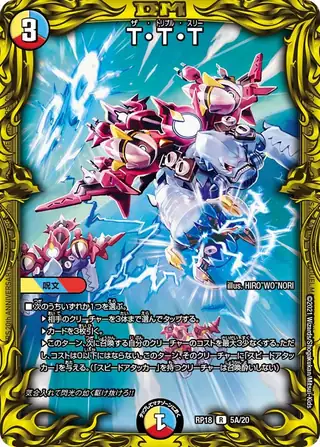 DM
ザ・トリプル・スリー
T・T・T
3
illus. HIRO'WO'NORI
呪文
■次のうちいずれか1つを選ぶ。
▶相手のクリーチャーを3体まで選んでタップする。
▶カードを3枚引く。
▶このターン、次に召喚する自分のクリーチャーのコストを最大3少なくする。ただし、コストは0以下にはならない。このターン、そのクリーチャーに「スピードアタッカー」を与える。(「スピードアタッカー」を持つクリーチャーは召喚酔いしない)
気合入れて閃光の如く駆け抜けろ!!
1
RP18 R 5A/20